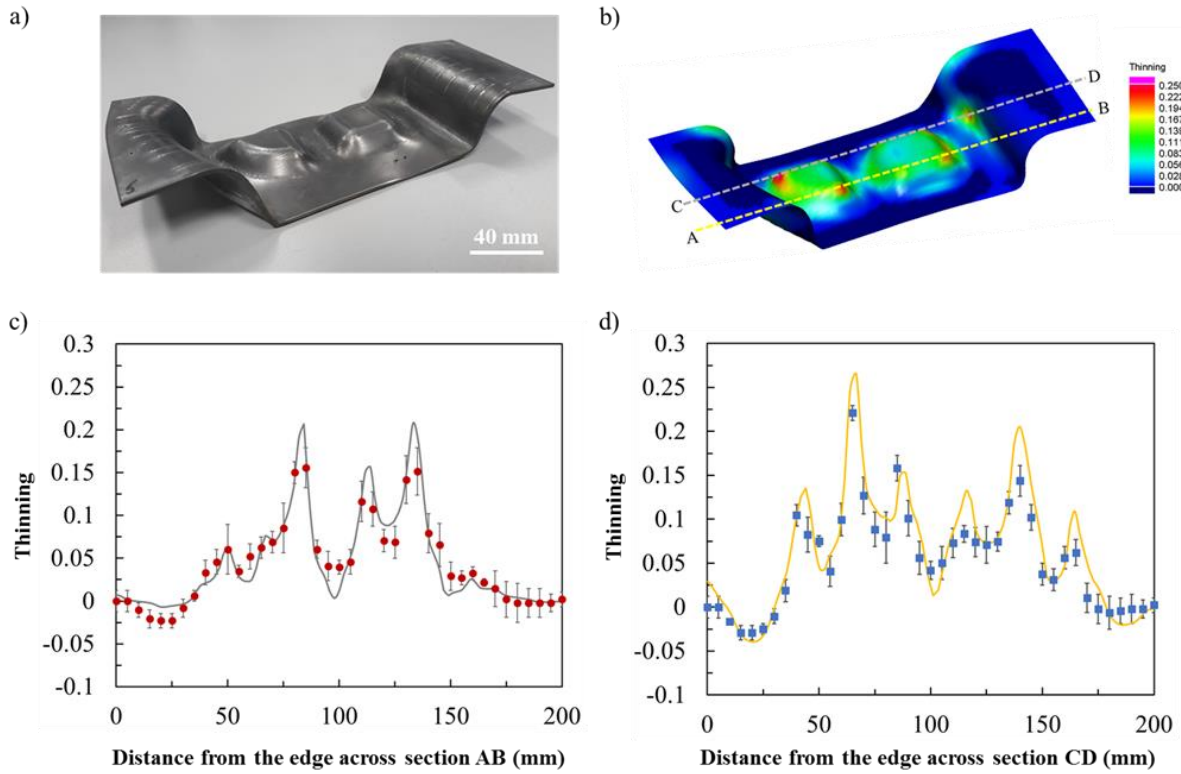 a)
40 mm
b)
Thinning
0.250
0.222
0.194
0.167
0.139
0.111
0.083
0.056
0.028
0.000
D
B
C
A
c)
0.3
0.25
0.2
0.15
0.1
0.05
0
-0.05
-0.1
Thinning
0
50
100
150
200
Distance from the edge across section AB (mm)
d)
0.3
0.25
0.2
0.15
0.1
0.05
0
-0.05
-0.1
Thinning
0
50
100
150
200
Distance from the edge across section CD (mm)